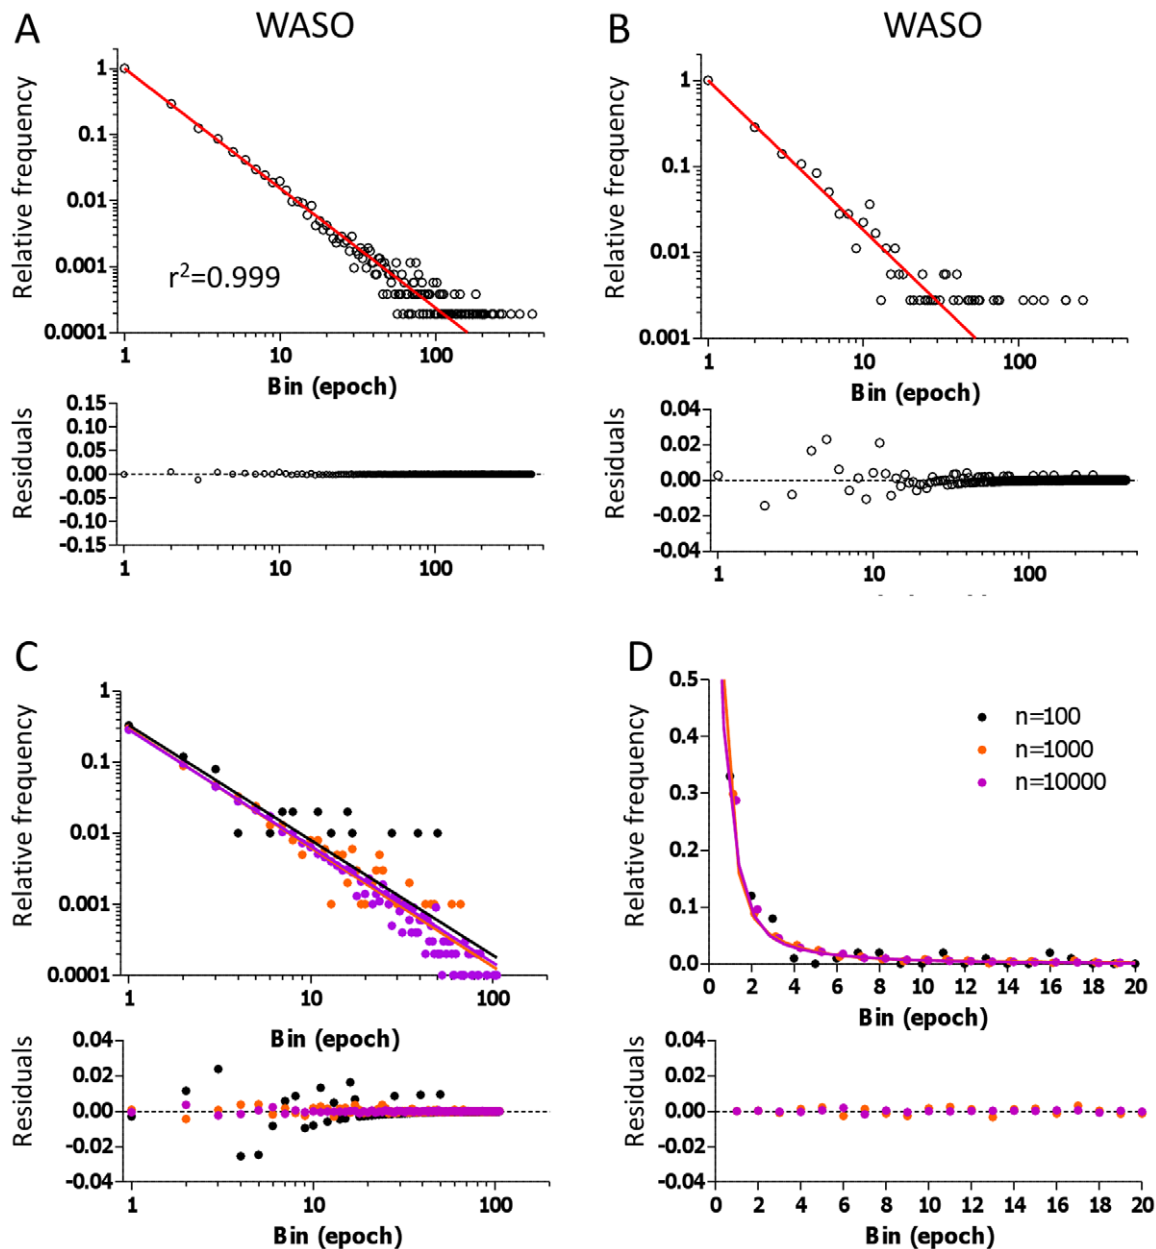 A
WASO
Relative frequency
1
0.1
0.01
0.001
0.0001
r²=0.999
1 10 100
Bin (epoch)
Residuals
0.15
0.10
0.05
0.00
-0.05
-0.10
-0.15
1 10 100
B
WASO
Relative frequency
1
0.1
0.01
0.001
1 10 100
Bin (epoch)
Residuals
0.04
0.02
0.00
-0.02
-0.04
1 10 100
C
Relative frequency
1
0.1
0.01
0.001
0.0001
1 10 100
Bin (epoch)
Residuals
0.04
0.02
0.00
-0.02
-0.04
1 10 100
Bin (epoch)
D
Relative frequency
0.5
0.4
0.3
0.2
0.1
0.0
n=100
n=1000
n=10000
0 2 4 6 8 10 12 14 16 18 20
Bin (epoch)
Residuals
0.04
0.02
0.00
-0.02
-0.04
0 2 4 6 8 10 12 14 16 18 20
Bin (epoch)